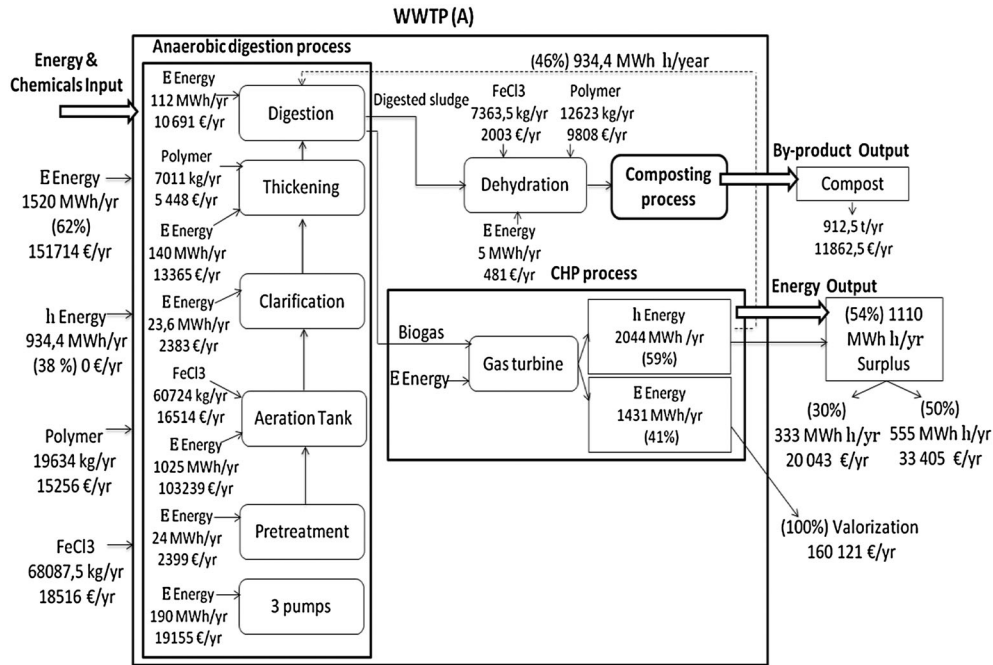 WWTP (A)
Energy &
Chemicals Input
E Energy
1520 MWh/yr
(62%)
151714 €/yr
h Energy
934,4 MWh/yr
(38 %) 0 €/yr
Polymer
19634 kg/yr
15256 €/yr
FeCl3
68087,5 kg/yr
18516 €/yr
Anaerobic digestion process
E Energy
112 MWh/yr
10 691 €/yr
Digestion
Polymer
7011 kg/yr
5 448 €/yr
Thickening
E Energy
140 MWh/yr
13365 €/yr
Clarification
E Energy
23,6 MWh/yr
2383 €/yr
FeCl3
60724 kg/yr
16514 €/yr
Aeration Tank
E Energy
1025 MWh/yr
103239 €/yr
E Energy
24 MWh/yr
2399 €/yr
Pretreatment
E Energy
190 MWh/yr
19155 €/yr
3 pumps
(46%) 934,4 MWh h/year
Digested sludge
FeCl3
7363,5 kg/yr
2003 €/yr
Polymer
12623 kg/yr
9808 €/yr
Dehydration
E Energy
5 MWh/yr
481 €/yr
Composting
process
By-product Output
Compost
912,5 t/yr
11862,5 €/yr
CHP process
Biogas
E Energy
Gas turbine
h Energy
2044 MWh /yr
(59%)
E Energy
1431 MWh/yr
(41%)
Energy Output
(54%) 1110
MWh h/yr
Surplus
(30%)
333 MWh h/yr
20 043 €/yr
(50%)
555 MWh h/yr
33 405 €/yr
(100%) Valorization
160 121 €/yr